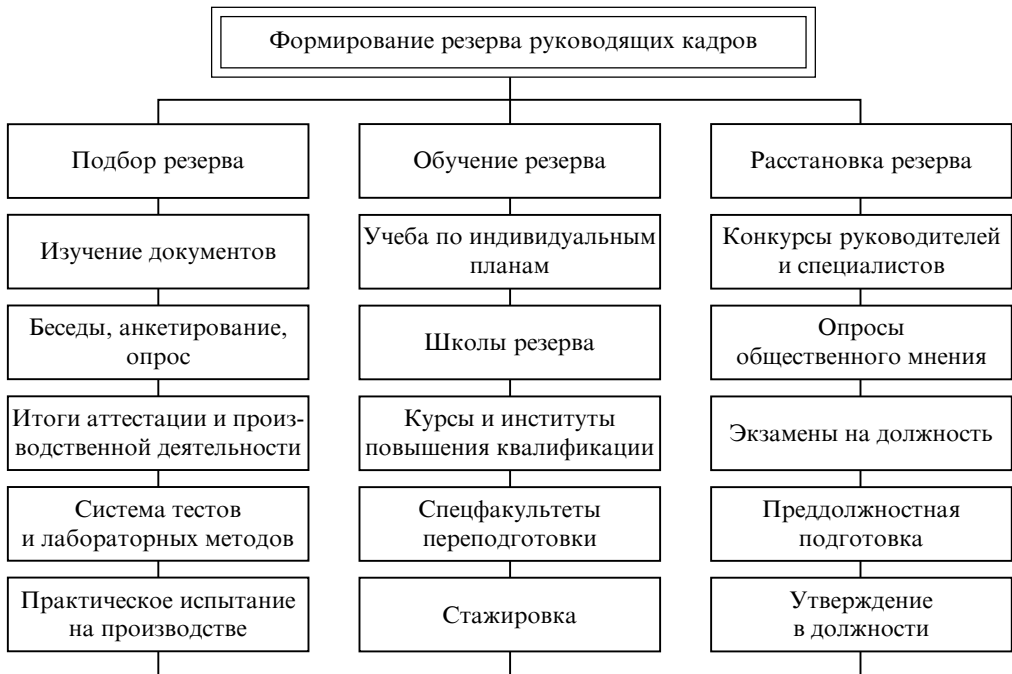 Формирование резерва руководящих кадров
Подбор резерва
Изучение документов
Беседы, анкетирование,
опрос
Итоги аттестации и произ-
водственной деятельности
Система тестов
и лабораторных методов
Практическое испытание
на производстве
Обучение резерва
Учеба по индивидуальным
планам
Школы резерва
Курсы и институты
повышения квалификации
Спецфакультеты
переподготовки
Стажировка
Расстановка резерва
Конкурсы руководителей
и специалистов
Опросы
общественного мнения
Экзамены на должность
Преддолжностная
подготовка
Утверждение
в должности